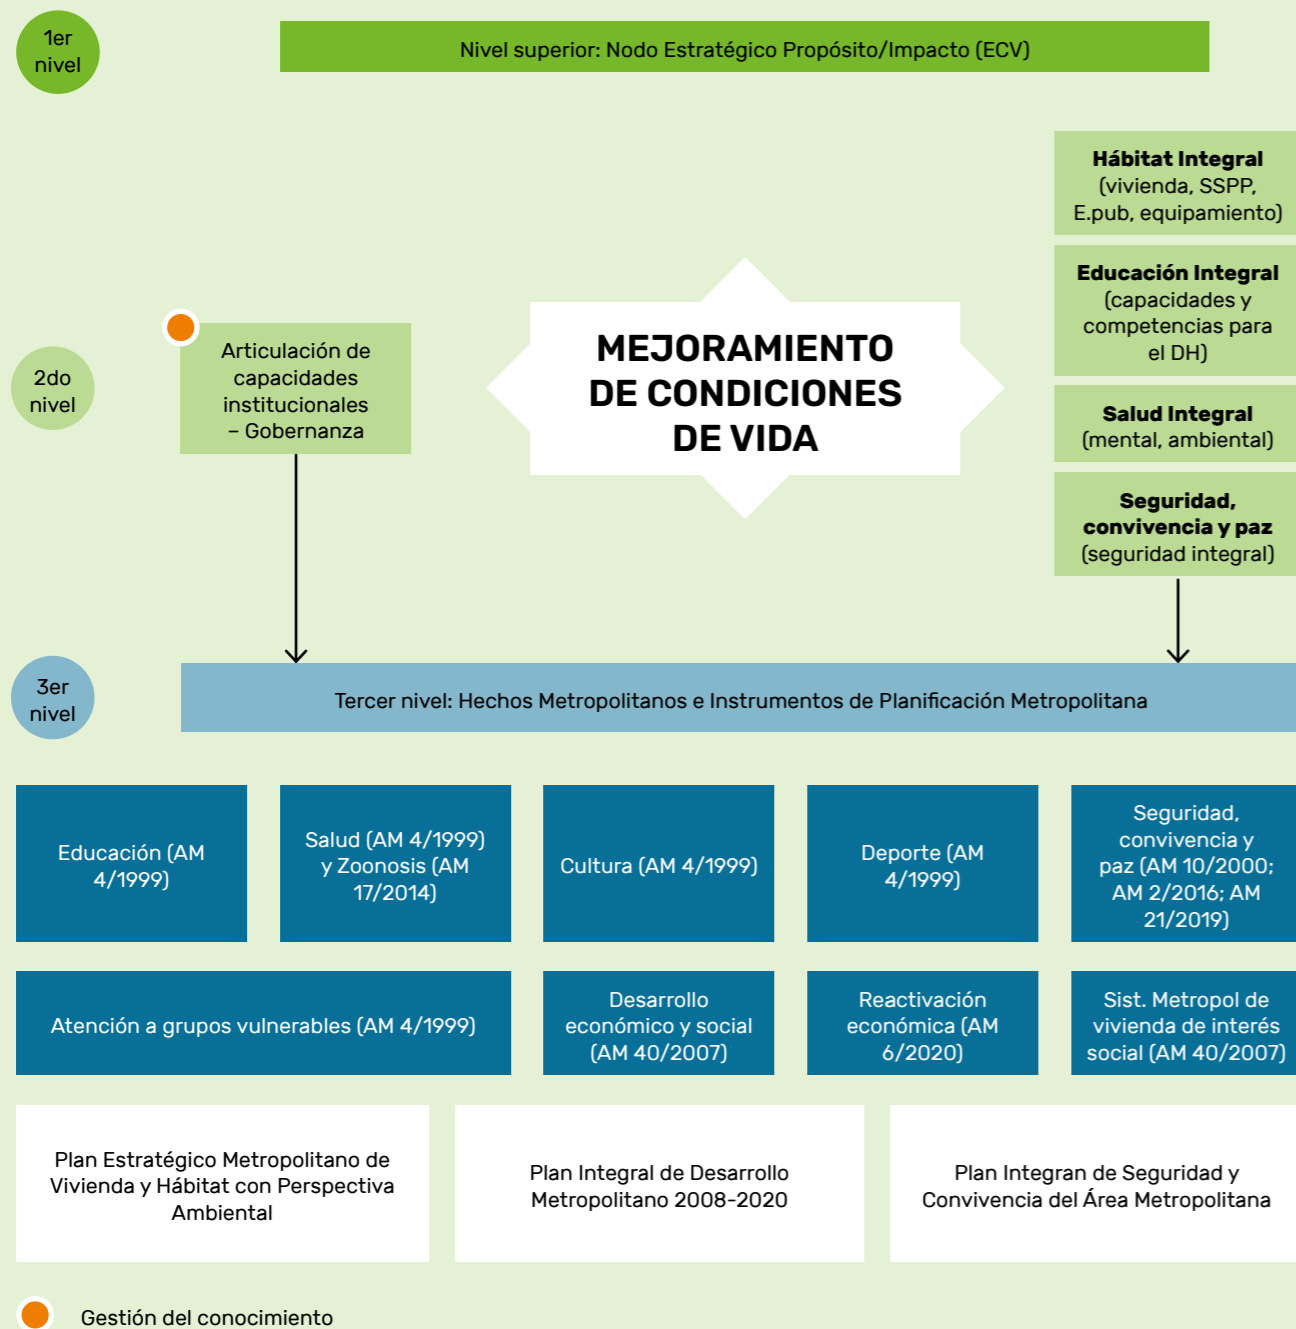 1er
nivel
Nivel superior: Nodo Estratégico Propósito/Impacto (ECV)
Hábitat Integral
(vivienda, SSPP,
E.pub, equipamiento)
Educación Integral
(capacidades y
competencias para
el DH)
Salud Integral
(mental, ambiental)
Seguridad,
convivencia y paz
(seguridad integral)
2do
nivel
Articulación de
capacidades
institucionales
– Gobernanza
MEJORAMIENTO
DE CONDICIONES
DE VIDA
3er
nivel
Tercer nivel: Hechos Metropolitanos e Instrumentos de Planificación Metropolitana
Educación (AM
4/1999)
Salud (AM 4/1999)
y Zoonosis (AM
17/2014)
Cultura (AM 4/1999)
Deporte (AM
4/1999)
Seguridad,
convivencia y
paz (AM 10/2000;
AM 2/2016; AM
21/2019)
Atención a grupos vulnerables (AM 4/1999)
Desarrollo
económico y social
(AM 40/2007)
Reactivación
económica (AM
6/2020)
Sist. Metropol de
vivienda de interés
social (AM 40/2007)
Plan Estratégico Metropolitano de
Vivienda y Hábitat con Perspectiva
Ambiental
Plan Integral de Desarrollo
Metropolitano 2008-2020
Plan Integran de Seguridad y
Convivencia del Área Metropolitana
Gestión del conocimiento